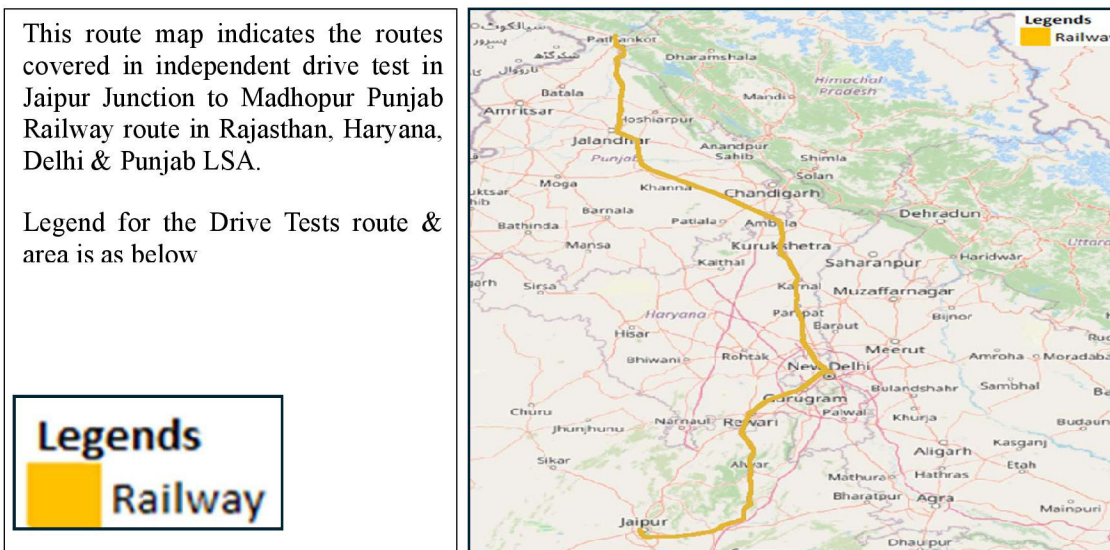 This route map indicates the routes
covered in independent drive test in
Jaipur Junction to Madhopur Punjab
Railway route in Rajasthan, Haryana,
Delhi & Punjab LSA.
Legend for the Drive Tests route &
area is as below
Legends
Railway
Legends
Railway
سیالکوٹ
پسرور
شکرگڑھ
نارووال
Pathankot
Dharamshala
Himachal
Pradesh
Batala
Mandi
Amritsar
Hoshiarpur
Jalandhar
Anandpur
Sahib
Shimla
Punjab
Solan
Moga
Khanna
Chandigarh
Barnala
Patiala
Ambala
Dehradun
Bathinda
Mansa
Kurukshetra
Kaithal
Saharanpur
Haridwar
Sirsa
Karnal
Muzaffarnagar
Haryana
Panipat
Bijnor
Hisar
Baraut
Bhiwani
Rohtak
Meerut
Amroha
New Delhi
Bulandshahr
Sambhal
Gurugram
Churu
Palwal
Khurja
Jhunjhunu
Narnaul
Rewari
Aligarh
Kasganj
Sikar
Alwar
Mathura
Hathras
Etah
Bharatpur
Agra
Mainpuri
Jaipur
Dhaulpur